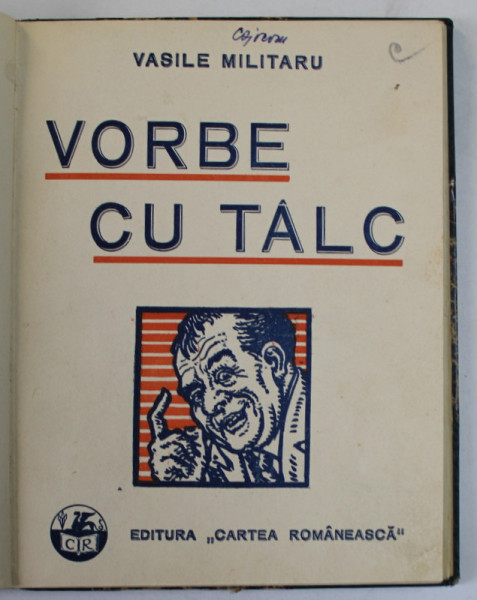 VASILE MILITARU
VORBE
CU TÂLC
CR
EDITURA „CARTEA ROMÂNEASCĂ“